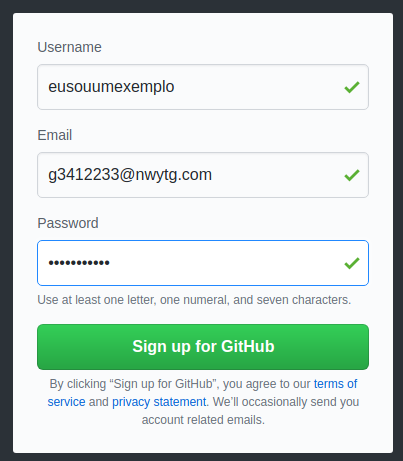 Username
eusouumexemplo
Email
g3412233@nwytg.com
Password
•••••••••••
Use at least one letter, one numeral, and seven characters.
Sign up for GitHub
By clicking “Sign up for GitHub”, you agree to our terms of
service and privacy statement. We’ll occasionally send you
account related emails.